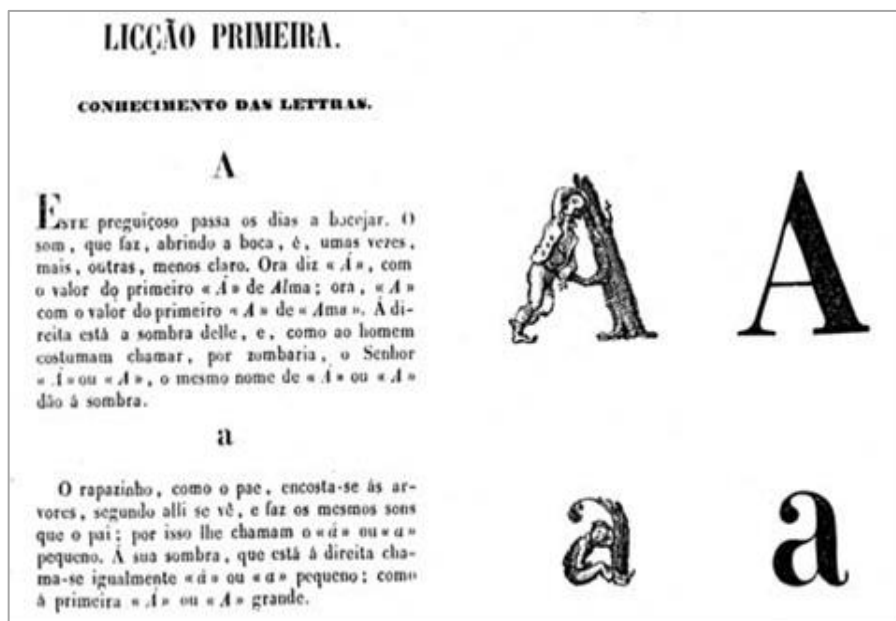 LICÇÃO PRIMEIRA.
CONHECIMENTO DAS LETTRAS.
A
ESTE preguiçoso passa os dias a bocejar. O
som, que faz, abrindo a boca, é, umas vezes,
mais, outras, menos claro. Ora diz « Á », com
o valor do primeiro « Á » de Alma; ora, « A »
com o valor do primeiro « A » de « Ama ». Á di-
reita está a sombra delle, e, como ao homem
costumam chamar, por zombaria, o Senhor
« Á » ou « A », o mesmo nome de « Á » ou « A »
dão á sombra.
A A
a
O rapazinho, como o pae, encosta-se ás ar-
vores, segundo alli se vê, e faz os mesmos sons
que o pai; por isso lhe chamam o « á » ou « a »
pequeno. Á sua sombra, que está á direita cha-
ma-se igualmente « á » ou « a » pequeno; como
á primeira « Á » ou « A » grande.
a a